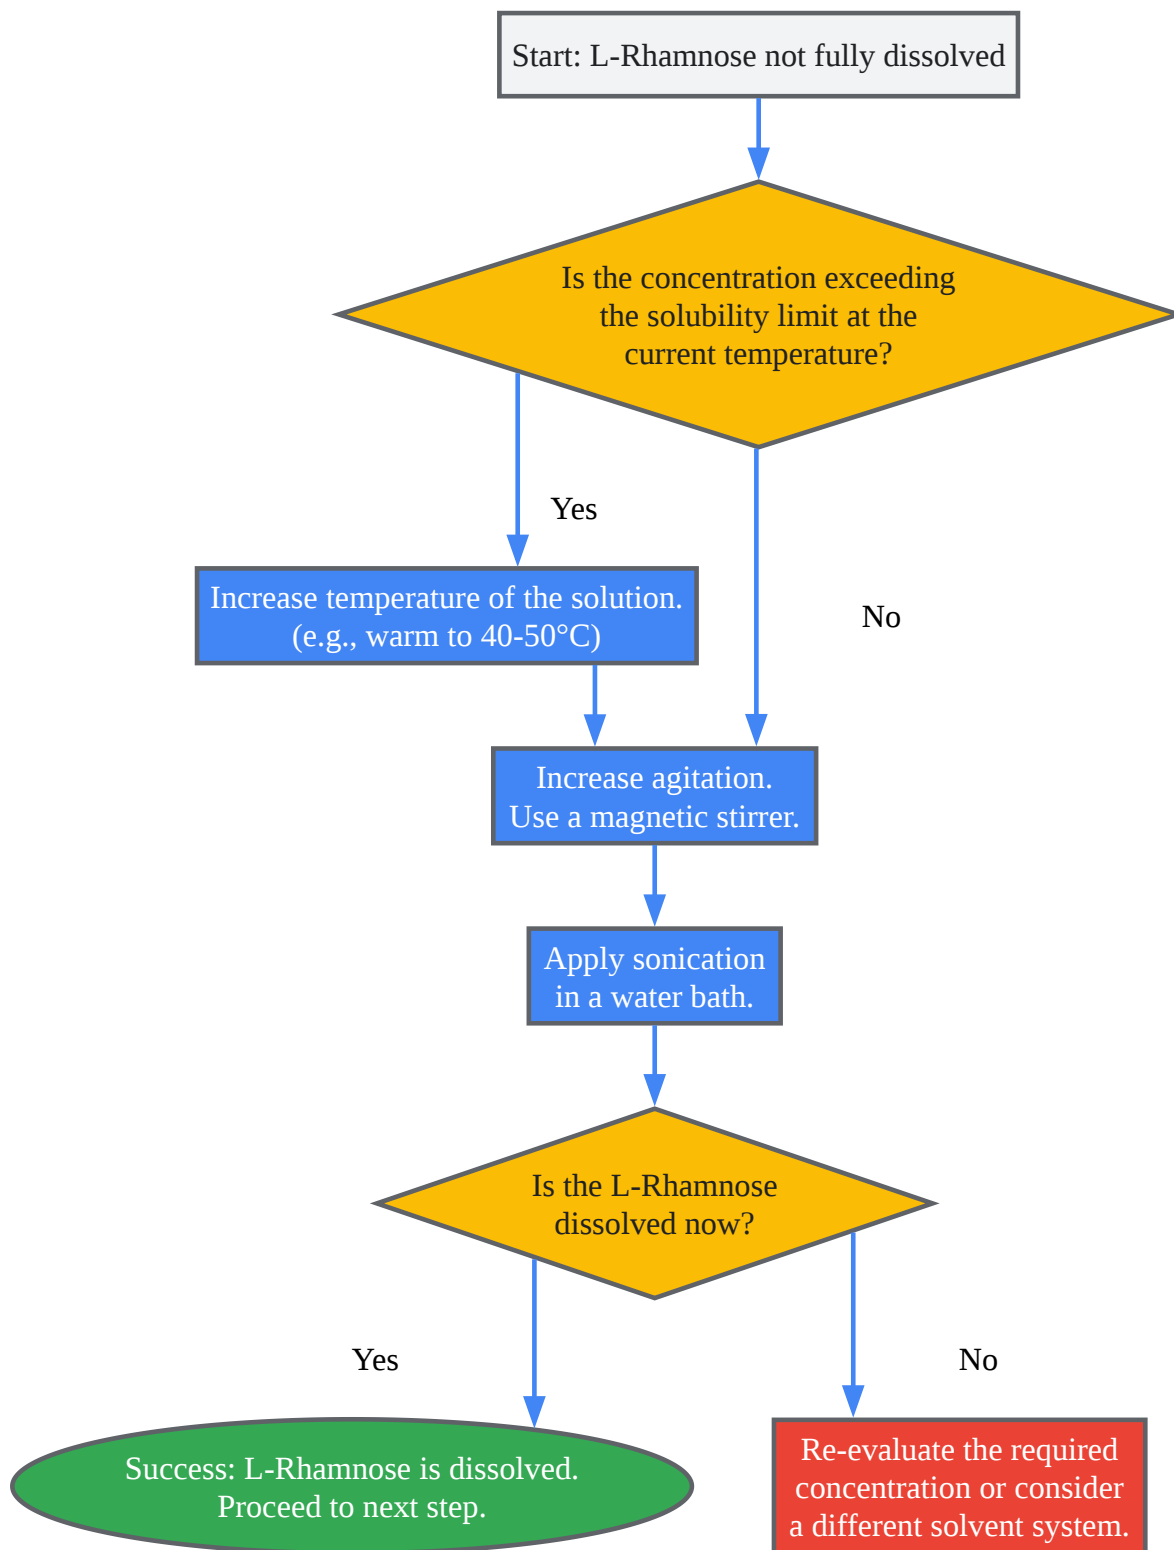 Start: L-Rhamnose not fully dissolved
Is the concentration exceeding
the solubility limit at the
current temperature?
Yes
Increase temperature of the solution.
(e.g., warm to 40-50°C)
No
Increase agitation.
Use a magnetic stirrer.
Apply sonication
in a water bath.
Is the L-Rhamnose
dissolved now?
Yes
No
Success: L-Rhamnose is dissolved.
Proceed to next step.
Re-evaluate the required
concentration or consider
a different solvent system.